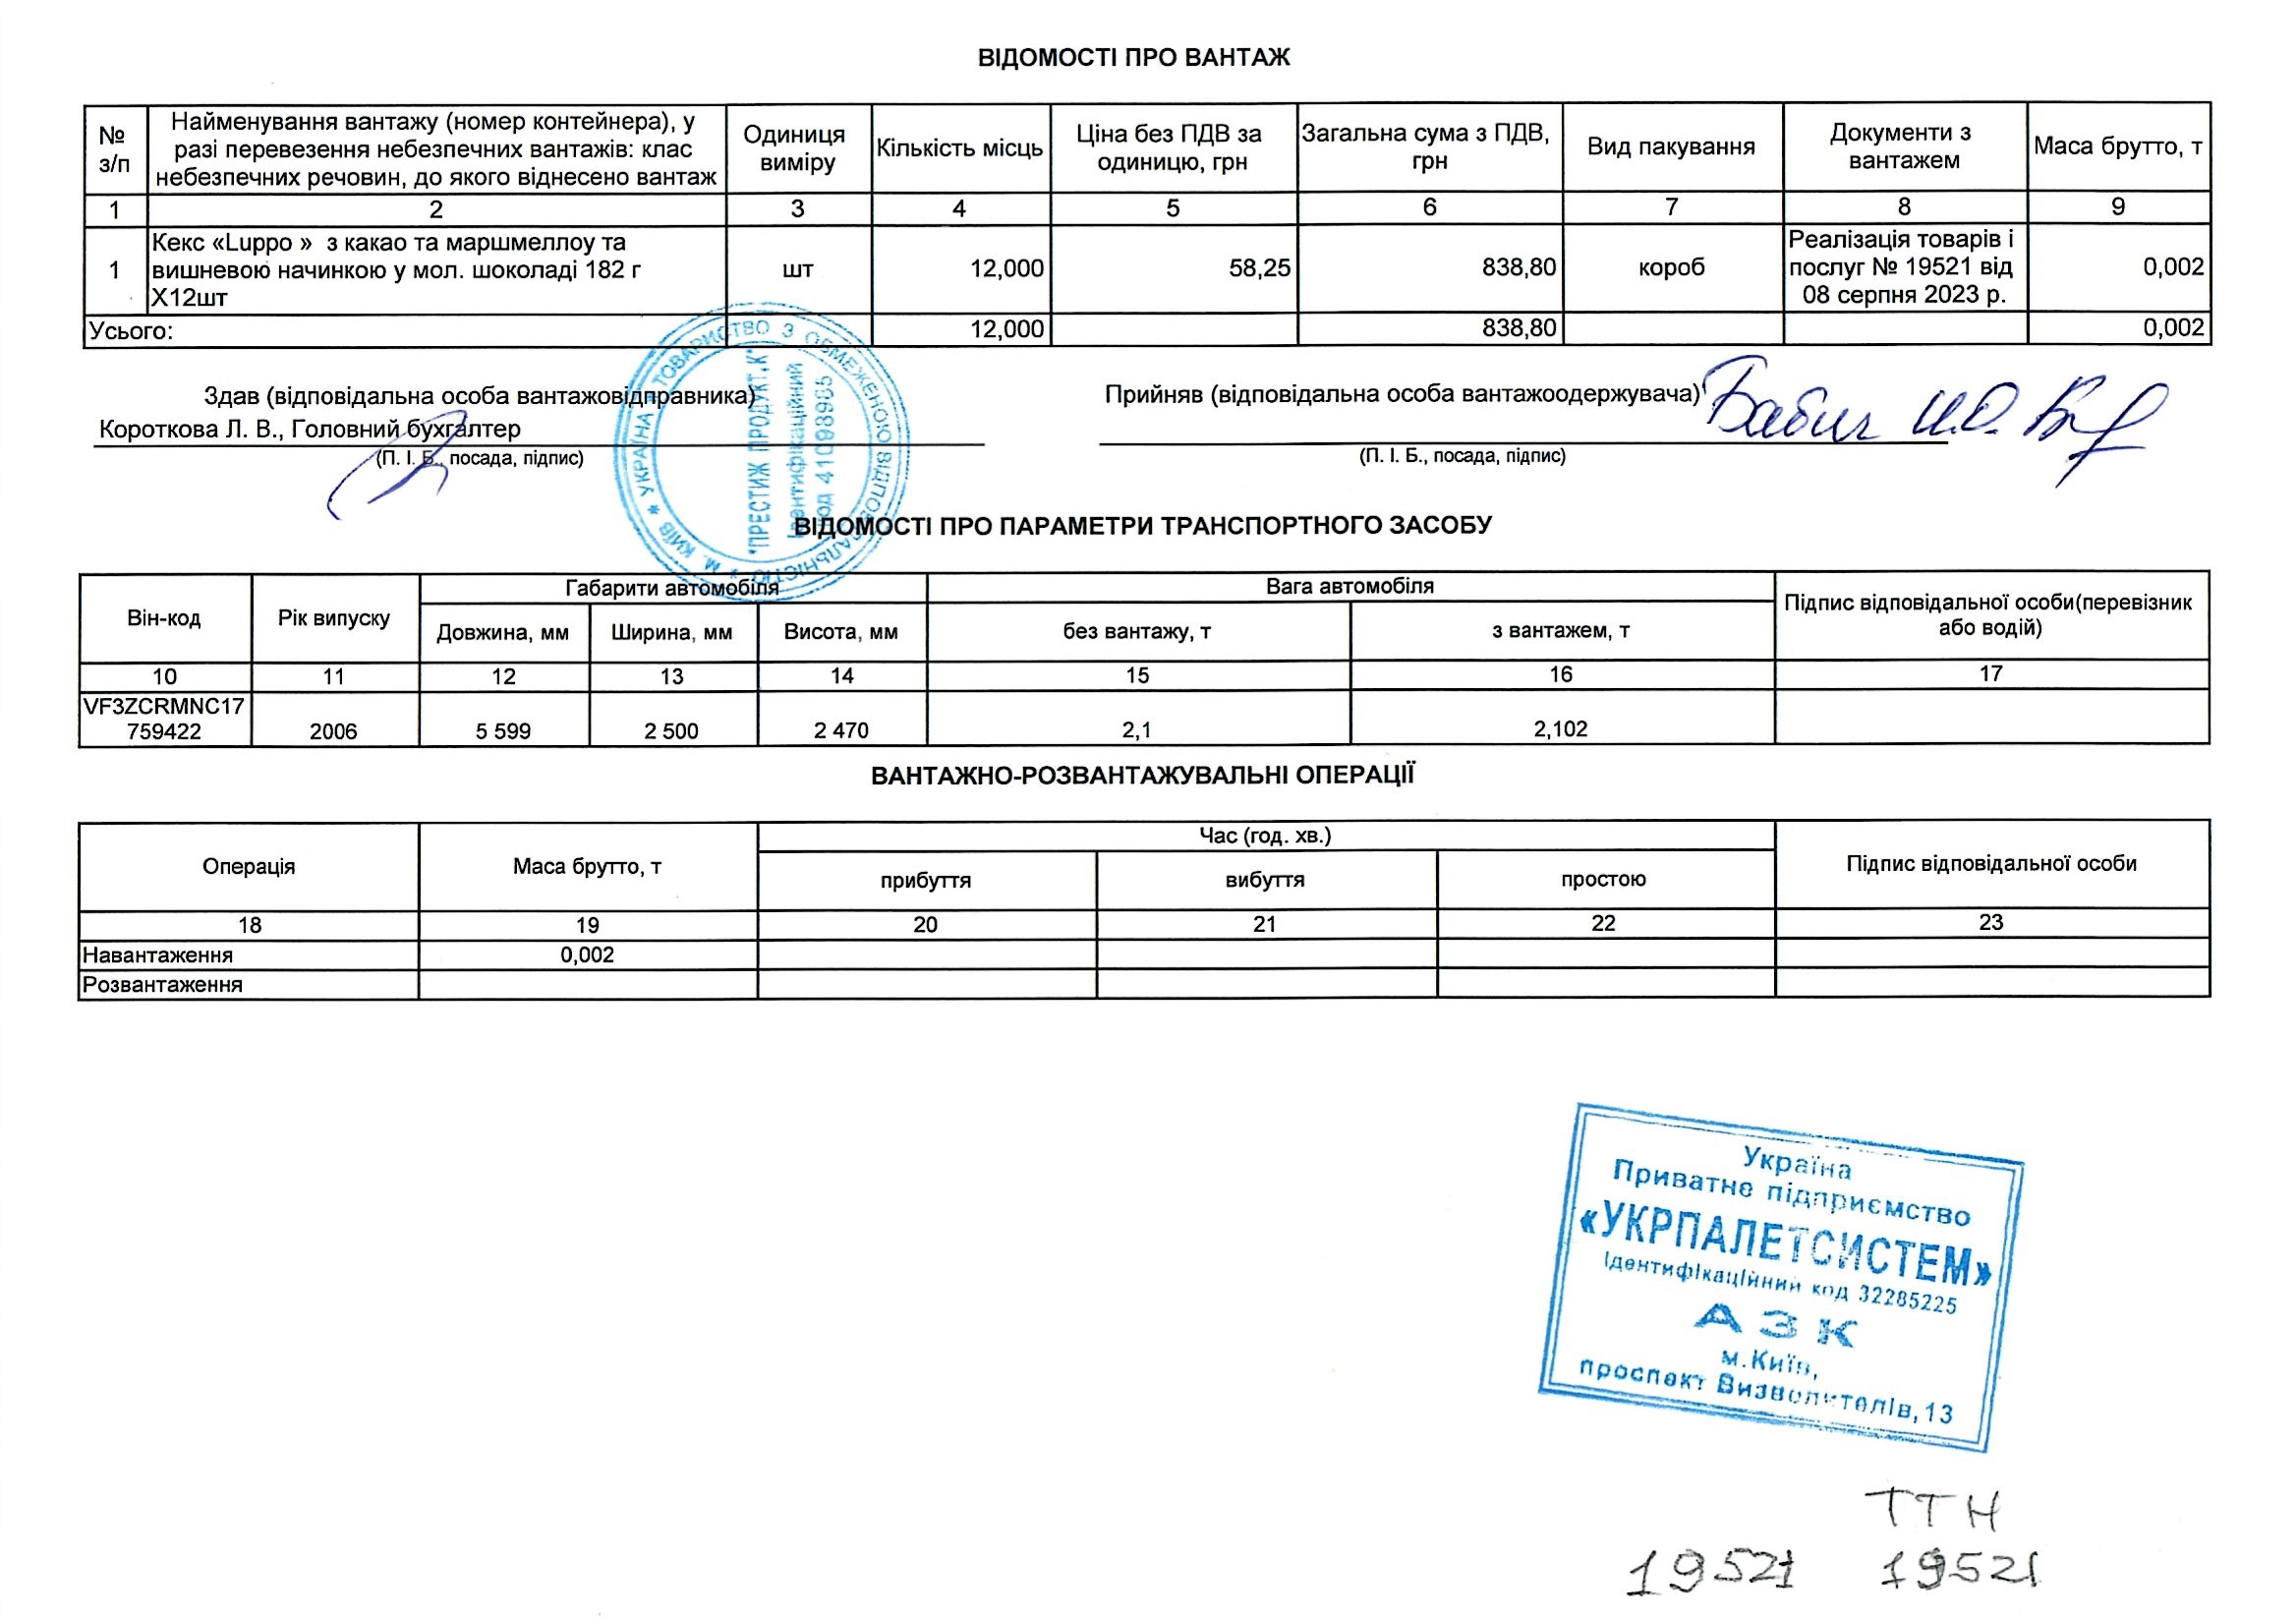 ВІДОМОСТІ ПРО ВАНТАЖ
№ з/п
Найменування вантажу (номер контейнера), у
разі перевезення небезпечних вантажів: клас
небезпечних речовин, до якого віднесено вантаж
Одиниця виміру
Кількість місць
Ціна без ПДВ за одиницю, грн
Загальна сума з ПДВ, грн
Вид пакування
Документи з вантажем
Маса брутто, т
1 2 3 4 5 6 7 8 9
1
Кекс «Luppo »  з какао та маршмеллоу та
вишневою начинкою у мол. шоколаді 182 г
Х12шт
шт
12,000
58,25
838,80
короб
Реалізація товарів і
послуг № 19521 від
08 серпня 2023 р.
0,002
Усього: 12,000 838,80 0,002
Здав (відповідальна особа вантажовідправника)
Короткова Л. В., Головний бухгалтер
(П. І. Б., посада, підпис)
Прийняв (відповідальна особа вантажоодержувача)
Бабич И.О.
(П. І. Б., посада, підпис)
* УКРАЇНА * ТОВАРИСТВО З ОБМЕЖЕНОЮ ВІДПОВІДАЛЬНІСТЮ * М. КИЇВ
"ПРЕСТИЖ ПРОДУКТ.К"
Ідентифікаційний
код 41098985
ВІДОМОСТІ ПРО ПАРАМЕТРИ ТРАНСПОРТНОГО ЗАСОБУ
Він-код
Рік випуску
Габарити автомобіля
Довжина, мм
Ширина, мм
Висота, мм
Вага автомобіля
без вантажу, т
з вантажем, т
Підпис відповідальної особи(перевізник
або водій)
10 11 12 13 14 15 16 17
VF3ZCRMNC17
759422
2006
5 599
2 500
2 470
2,1
2,102
ВАНТАЖНО-РОЗВАНТАЖУВАЛЬНІ ОПЕРАЦІЇ
Операція
Маса брутто, т
Час (год. хв.)
прибуття
вибуття
простою
Підпис відповідальної особи
18 19 20 21 22 23
Навантаження 0,002
Розвантаження
Україна
Приватне підприємство
«УКРПАЛЕТСИСТЕМ»
Ідентифікаційний код 32285225
АЗК
м.Київ,
проспект Визволителів,13
ТТН
19521 19521